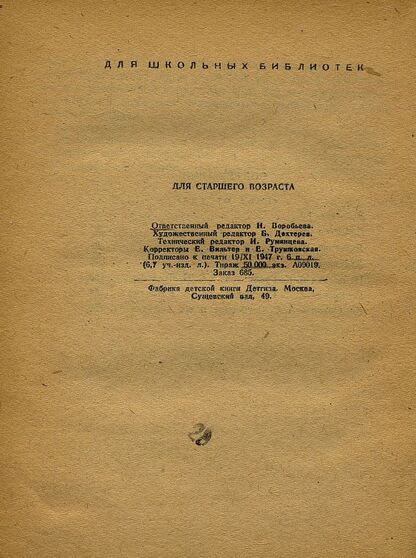 ДЛЯ ШКОЛЬНЫХ БИБЛИОТЕК
ДЛЯ СТАРШЕГО ВОЗРАСТА
Ответственный редактор Н. Воробьева.
Художественный редактор Б. Дехтерев.
Технический редактор И. Румянцева.
Корректоры Е. Вильтер и Е. Трушковская.
Подписано к печати 19/XI 1947 г. 6 п. л.
(6,7 уч.-изд. л.). Тираж 50 000 экз. А09019.
Заказ 685.
Фабрика детской книги Детгиза. Москва,
Сущевский вал, 49.